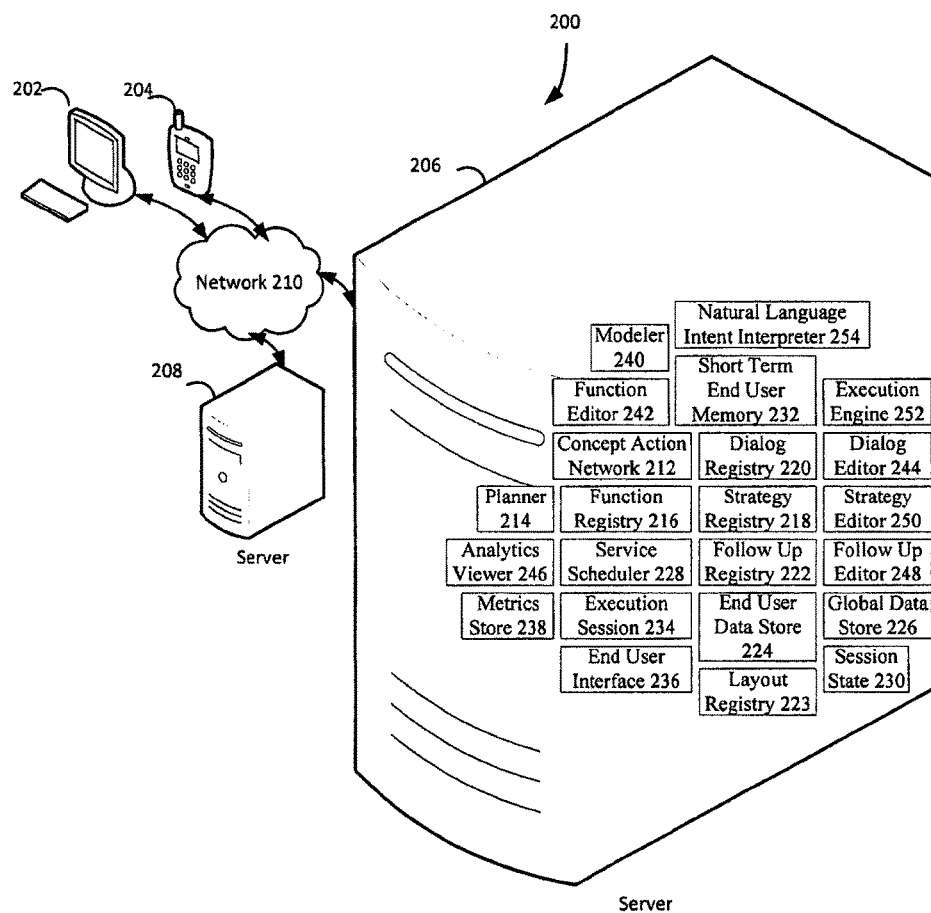 200
202
204
206
Network 210
208
Server
Natural Language
Intent Interpreter 254
Modeler
240
Short Term
End User
Memory 232
Function
Editor 242
Execution
Engine 252
Concept Action
Network 212
Dialog
Registry 220
Dialog
Editor 244
Planner
214
Function
Registry 216
Strategy
Registry 218
Strategy
Editor 250
Analytics
Viewer 246
Service
Scheduler 228
Follow Up
Registry 222
Follow Up
Editor 248
Metrics
Store 238
Execution
Session 234
End User
Data Store
224
Global Data
Store 226
End User
Interface 236
Layout
Registry 223
Session
State 230
Server